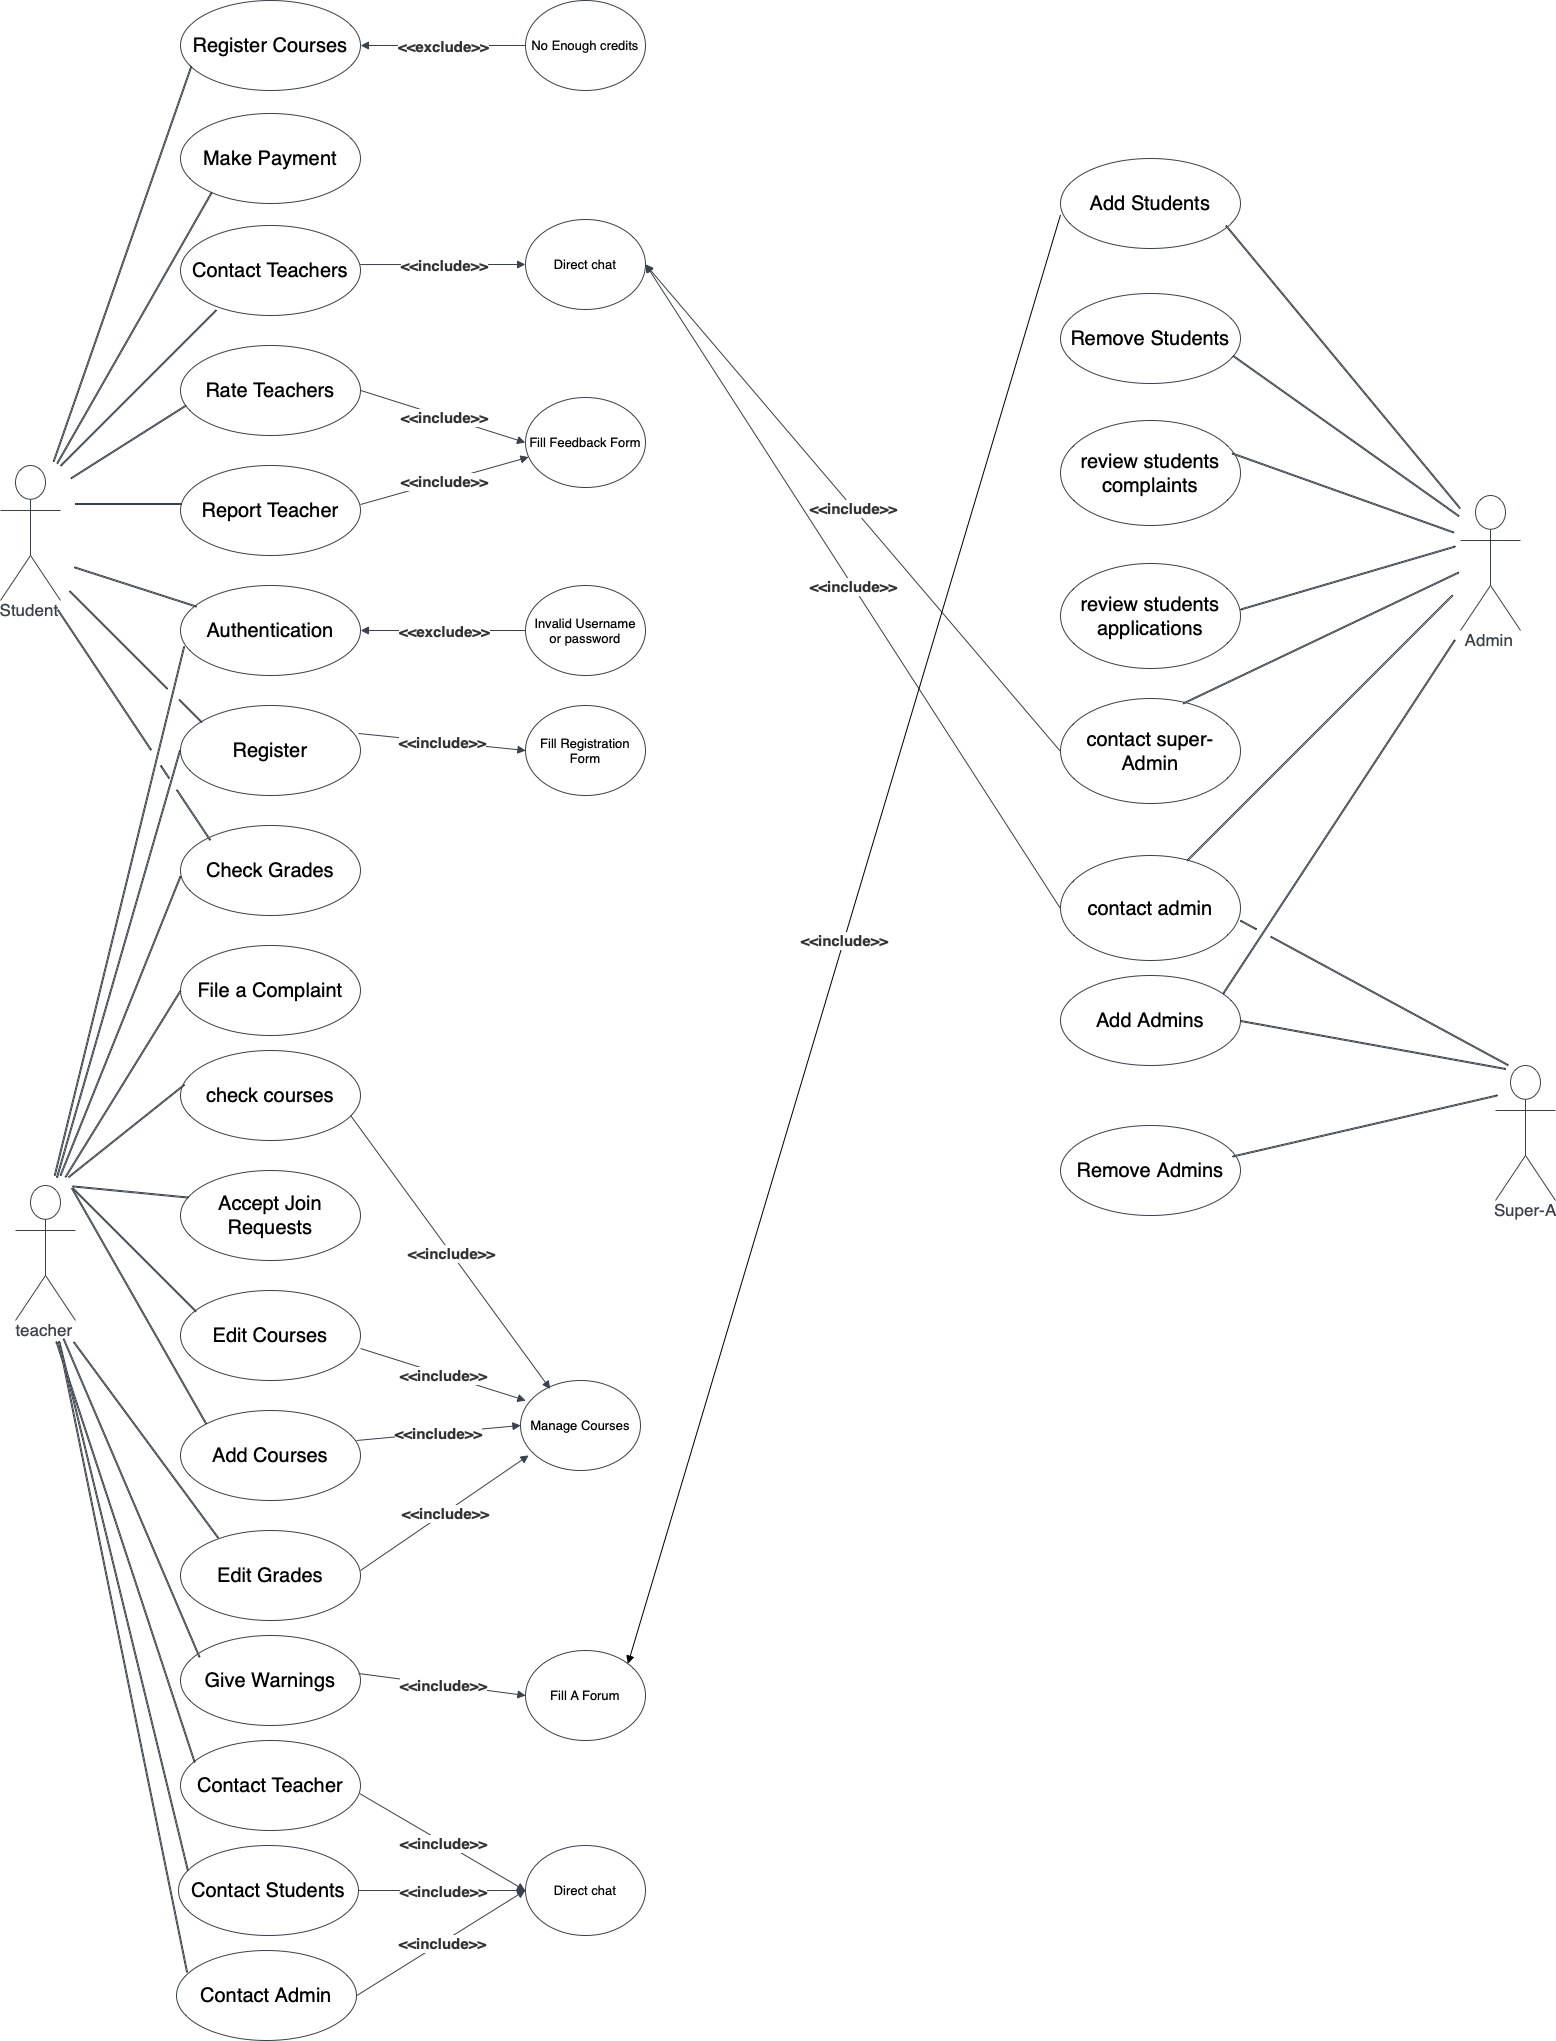 Register Courses
<<exclude>>
No Enough credits
Make Payment
Add Students
Contact Teachers
<<include>>
Direct chat
Remove Students
Rate Teachers
<<include>>
Fill Feedback Form
Report Teacher
<<include>>
review students
complaints
<<include>>
Student
Authentication
<<exclude>>
Invalid Username
or password
<<include>>
review students
applications
Admin
Register
<<include>>
Fill Registration
Form
contact super-
Admin
Check Grades
contact admin
<<include>>
File a Complaint
Add Admins
check courses
Remove Admins
Super-A
Accept Join
Requests
<<include>>
teacher
Edit Courses
<<include>>
Manage Courses
Add Courses
<<include>>
<<include>>
Edit Grades
Give Warnings
<<include>>
Fill A Forum
Contact Teacher
<<include>>
Contact Students
<<include>>
Direct chat
<<include>>
Contact Admin